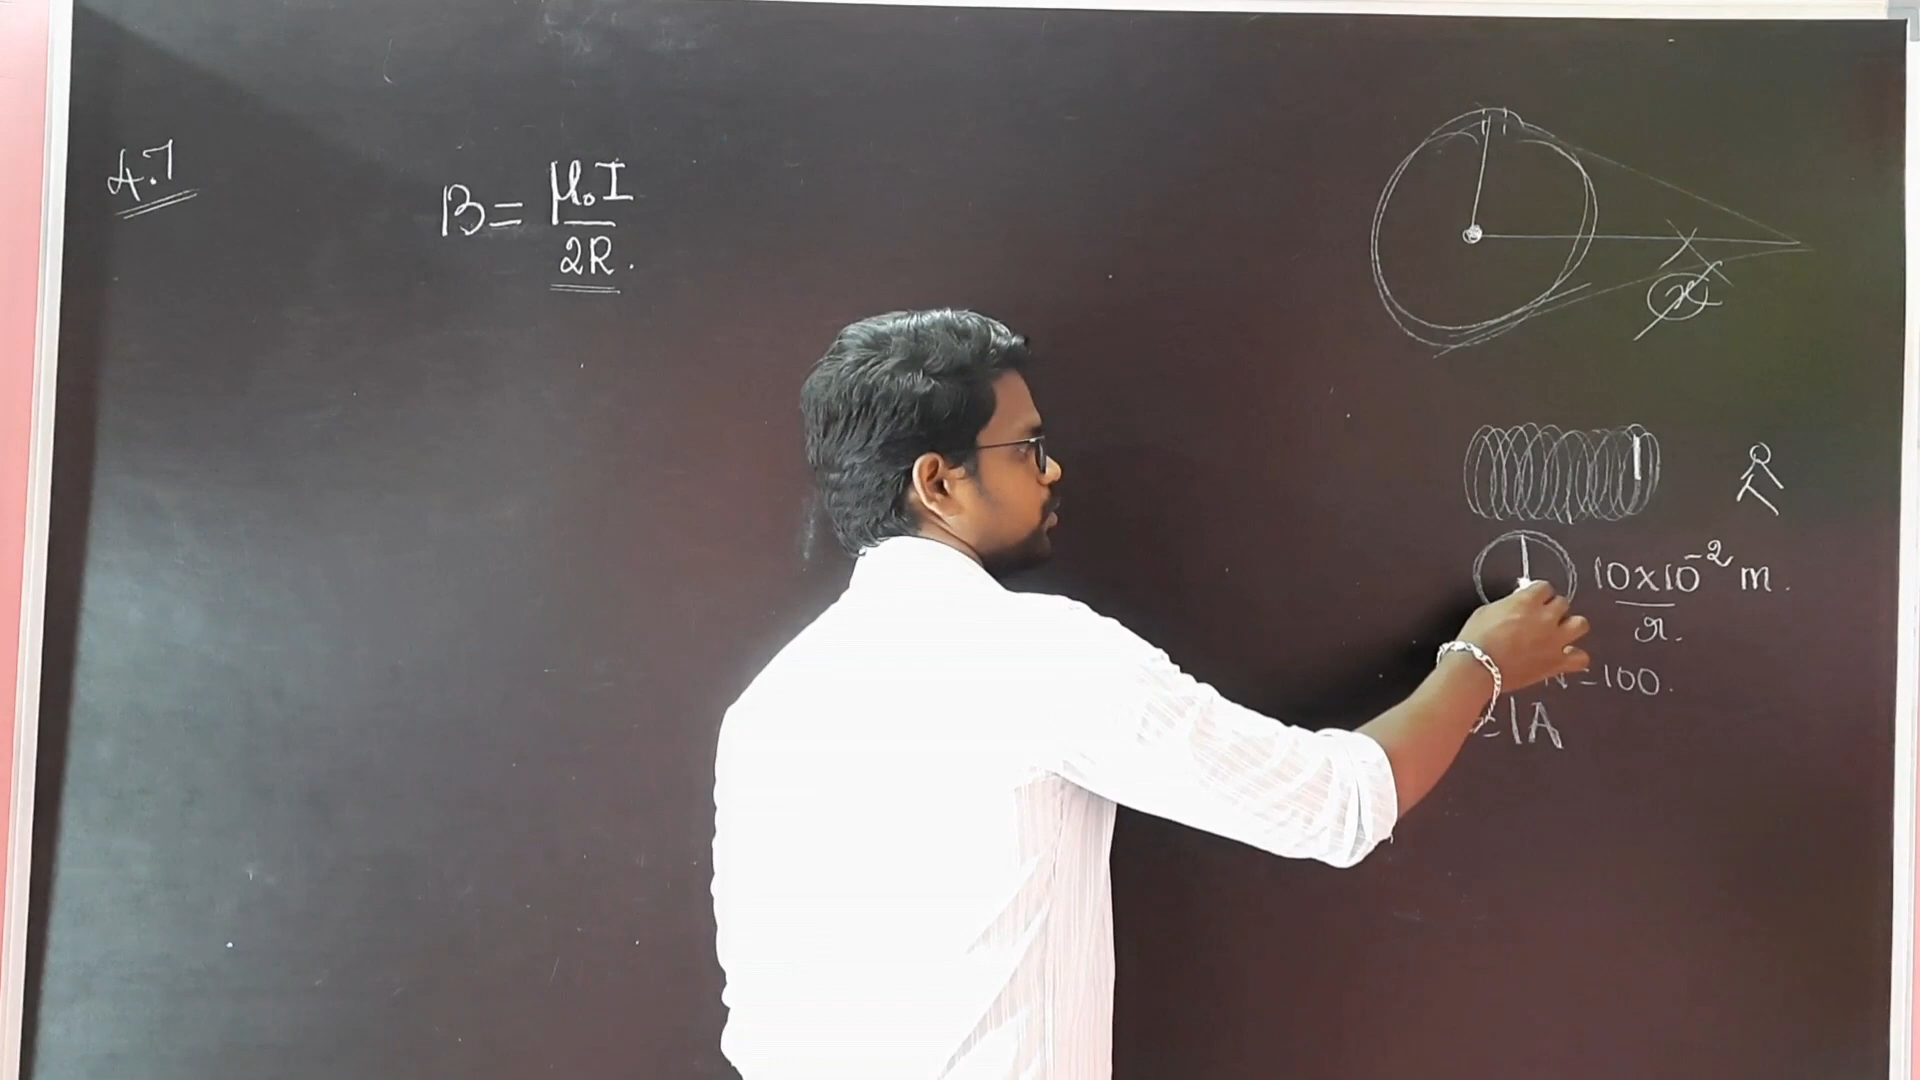 4.7
B = μ₀I / 2R.
x
10×10⁻² m.
r.
N=100.
=1A